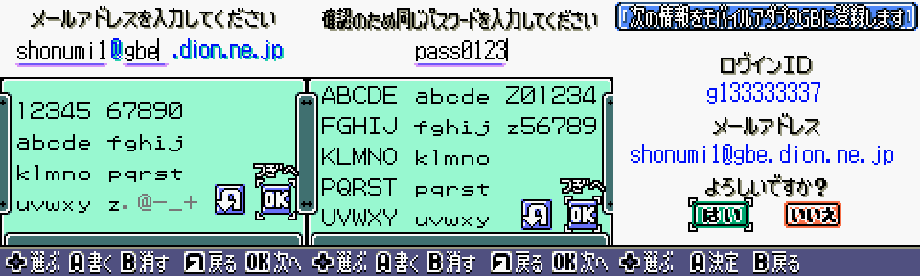 メールアドレスを入力してください
shonumi1@gbe .dion.ne.jp
12345 67890
abcde fghij
klmno pqrst
uvwxy z.@-_+
つぎへ
OK
選ぶ A書く B消す 戻る OK次へ
確認のため同じパスワードを入力してください
pass0123
ABCDE abcde Z01234
FGHIJ fghij z56789
KLMNO klmno
PQRST pqrst
UVWXY uvwxy
つぎへ
OK
選ぶ A書く B消す 戻る OK次へ
次の情報をモバイルアダプタGBに登録します
ログインID
g133333337
メールアドレス
shonumi1@gbe.dion.ne.jp
よろしいですか?
はい いいえ
選ぶ A決定 B戻る